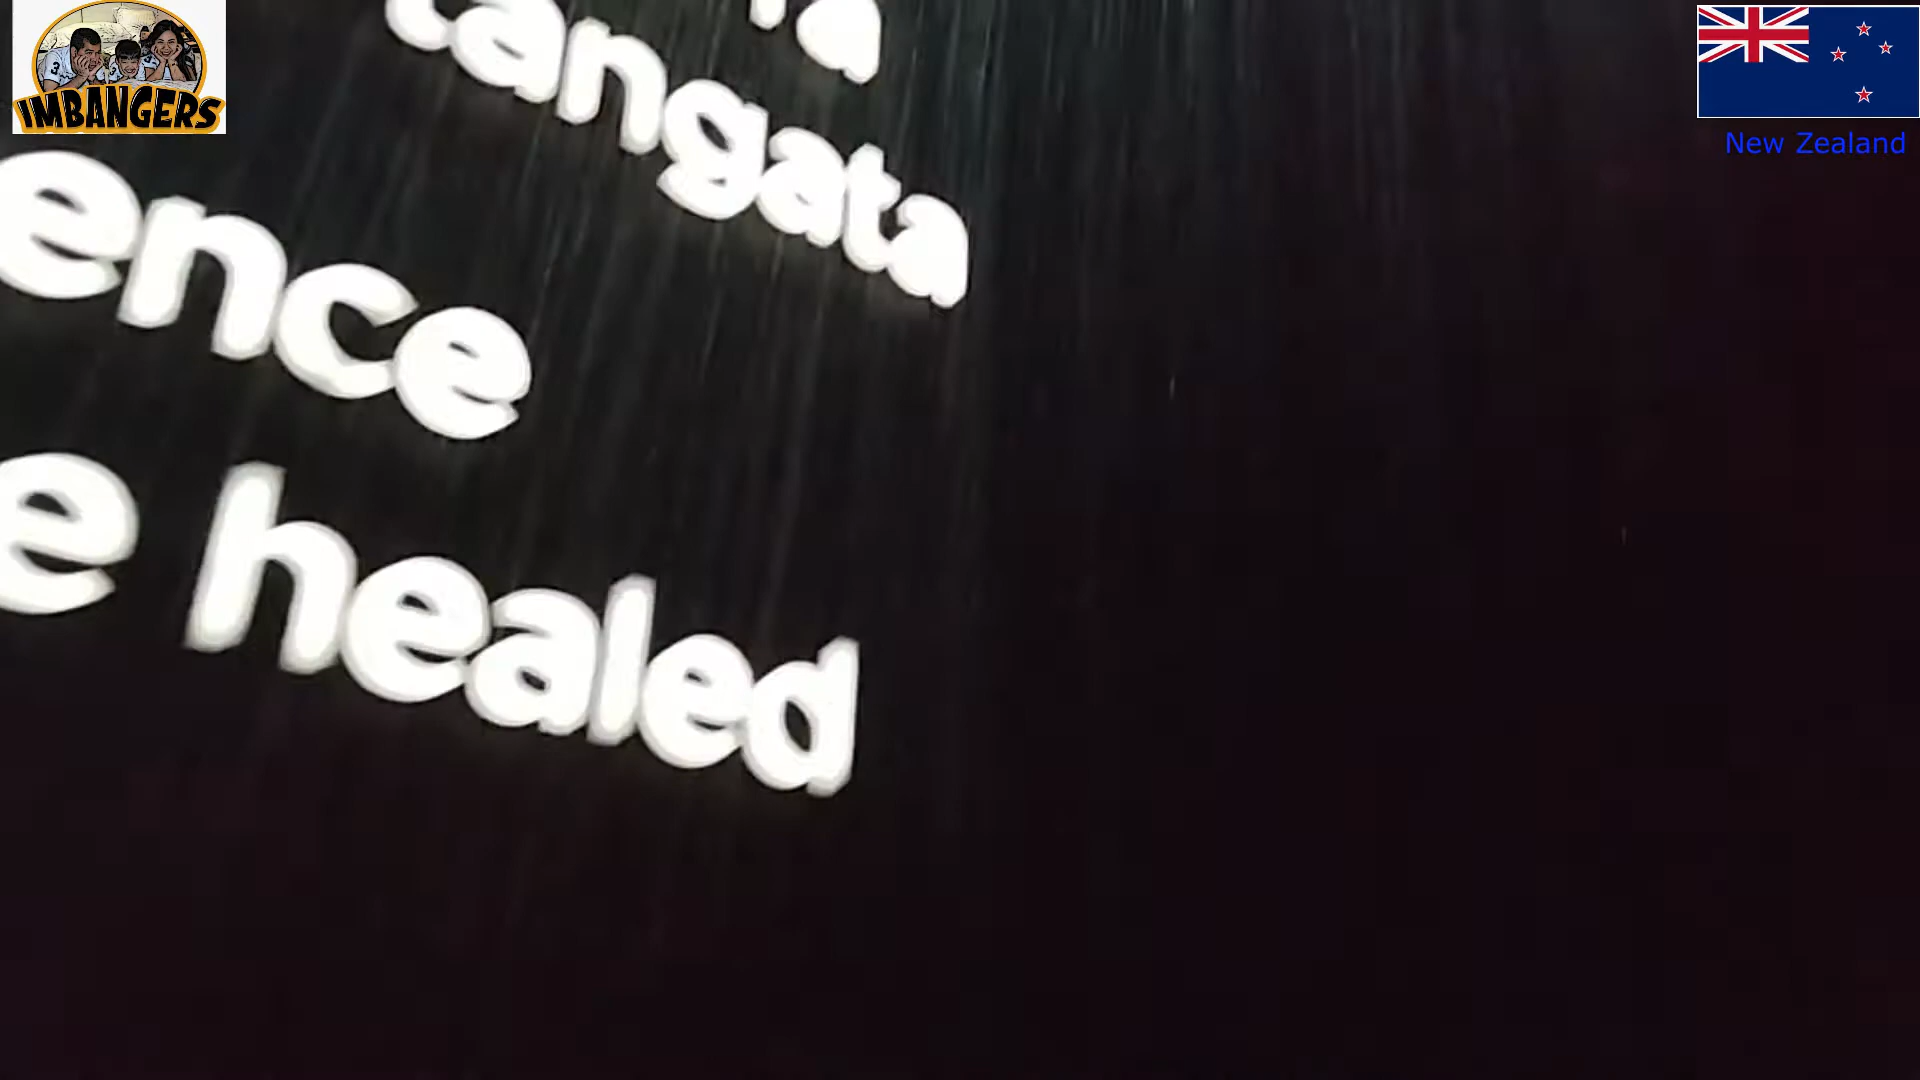 IMBANGERS
New Zealand
tangata
ence
e healed